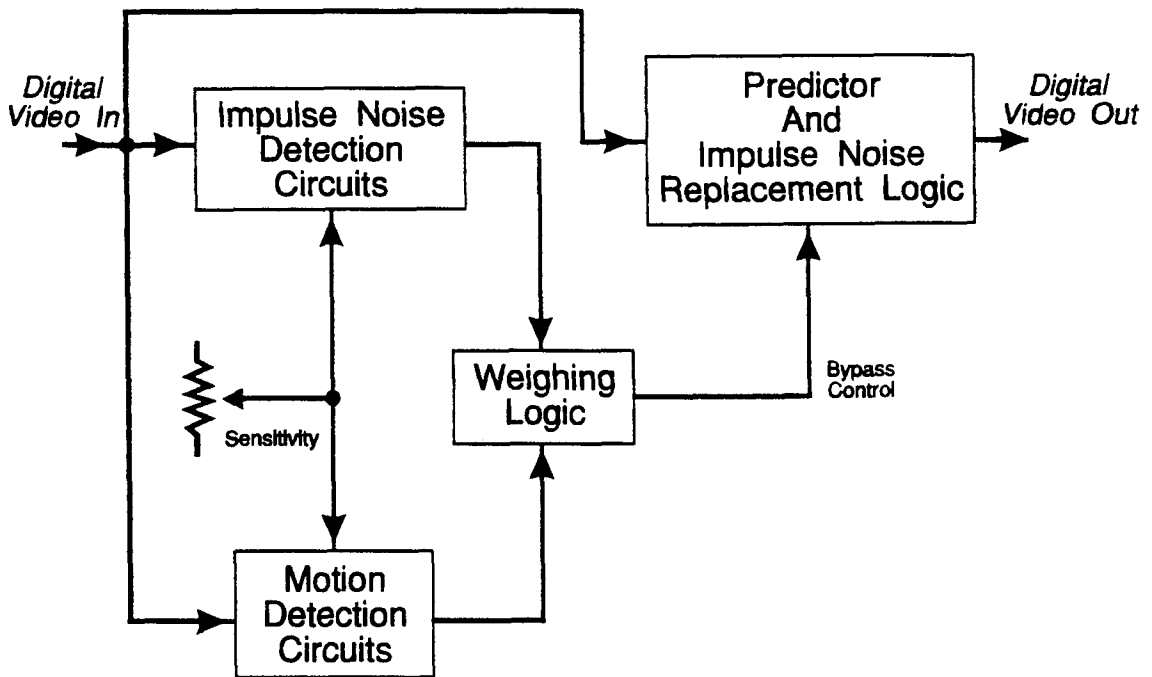 Digital
Video In
Impulse Noise
Detection
Circuits
Predictor
And
Impulse Noise
Replacement Logic
Digital
Video Out
Weighing
Logic
Bypass
Control
Sensitivity
Motion
Detection
Circuits